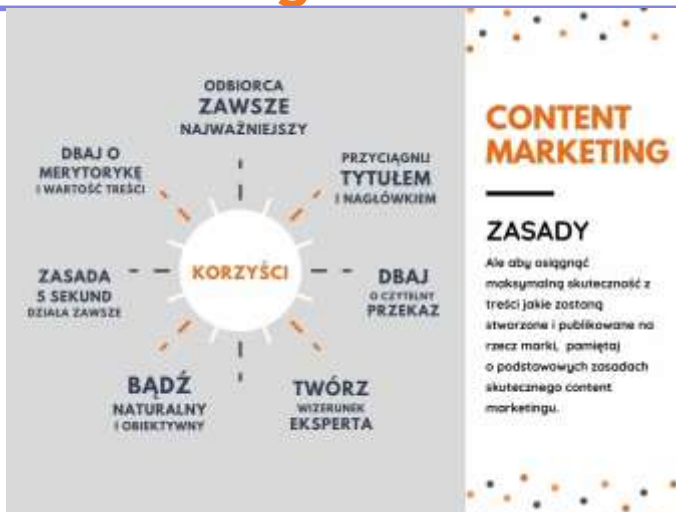 ODBIORCA
ZAWSZE
NAJWAŻNIEJSZY
PRZYCIĄGNIJ
TYTUŁEM
I NAGŁÓWKIEM
DBAJ
O CZYTELNY
PRZEKAZ
TWÓRZ
WIZERUNEK
EKSPERTA
BĄDŹ
NATURALNY
I OBIEKTYWNY
ZASADA
5 SEKUND
DZIAŁA ZAWSZE
DBAJ O
MERYTORYKĘ
I WARTOŚĆ TREŚCI
KORZYŚCI
CONTENT
MARKETING
ZASADY
Ale aby osiągnąć
maksymalną skuteczność z
treści jakie zostaną
stworzone i publikowane na
rzecz marki, pamiętaj
o podstawowych zasadach
skutecznego content
marketingu.